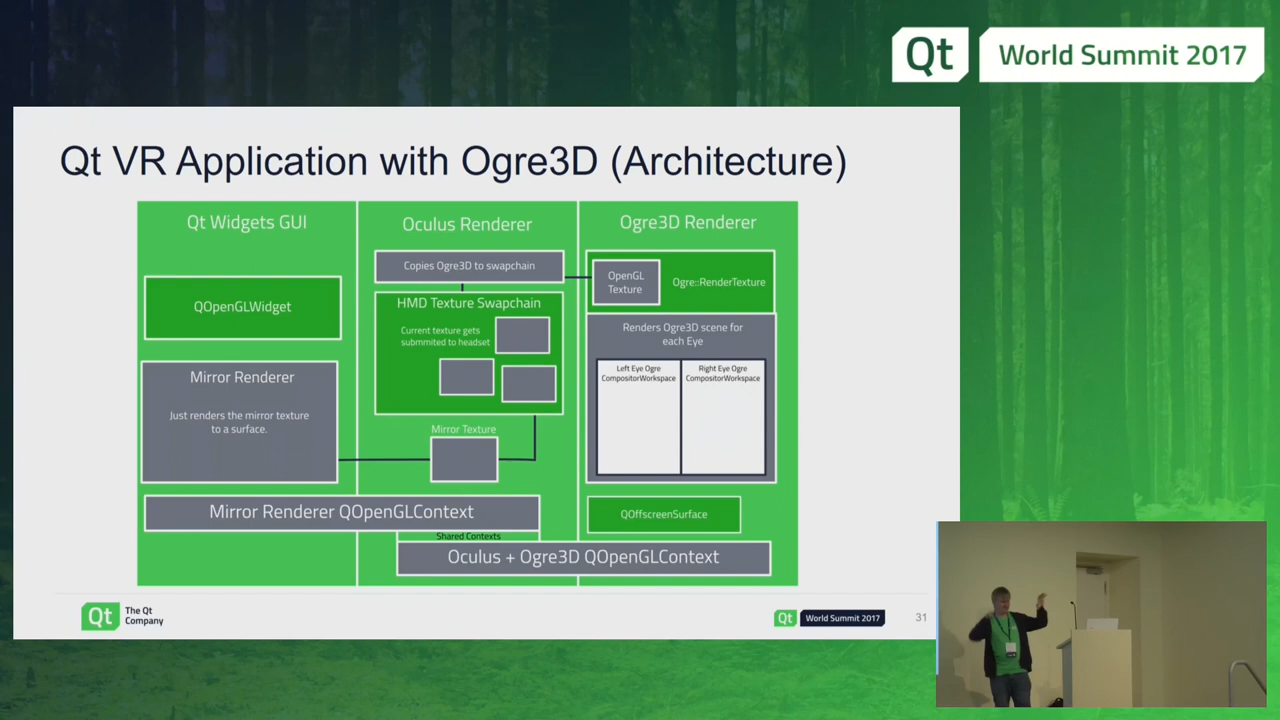 Qt World Summit 2017
Qt VR Application with Ogre3D (Architecture)
Qt Widgets GUI
QOpenGLWidget
Mirror Renderer
Just renders the mirror texture
to a surface.
Oculus Renderer
Copies Ogre3D to swapchain
HMD Texture Swapchain
Current texture gets
submmited to headset
Mirror Texture
Ogre3D Renderer
OpenGL
Texture
Ogre::RenderTexture
Renders Ogre3D scene for
each Eye
Left Eye Ogre
CompositorWorkspace
Right Eye Ogre
CompositorWorkspace
Mirror Renderer QOpenGLContext
QOffscreenSurface
Shared Contexts
Oculus + Ogre3D QOpenGLContext
Qt The Qt
Company
Qt World Summit 2017
31